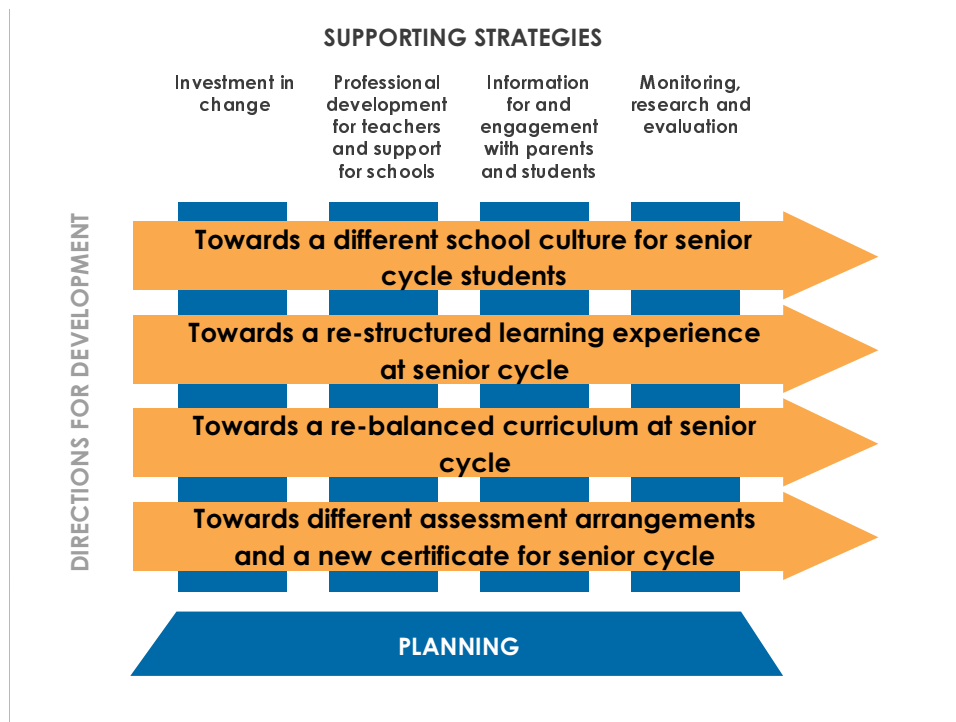 SUPPORTING STRATEGIES
Investment in
change
Professional
development
for teachers
and support
for schools
Information
for and
engagement
with parents
and students
Monitoring,
research and
evaluation
DIRECTIONS FOR DEVELOPMENT
Towards a different school culture for senior
cycle students
Towards a re-structured learning experience
at senior cycle
Towards a re-balanced curriculum at senior
cycle
Towards different assessment arrangements
and a new certificate for senior cycle
PLANNING